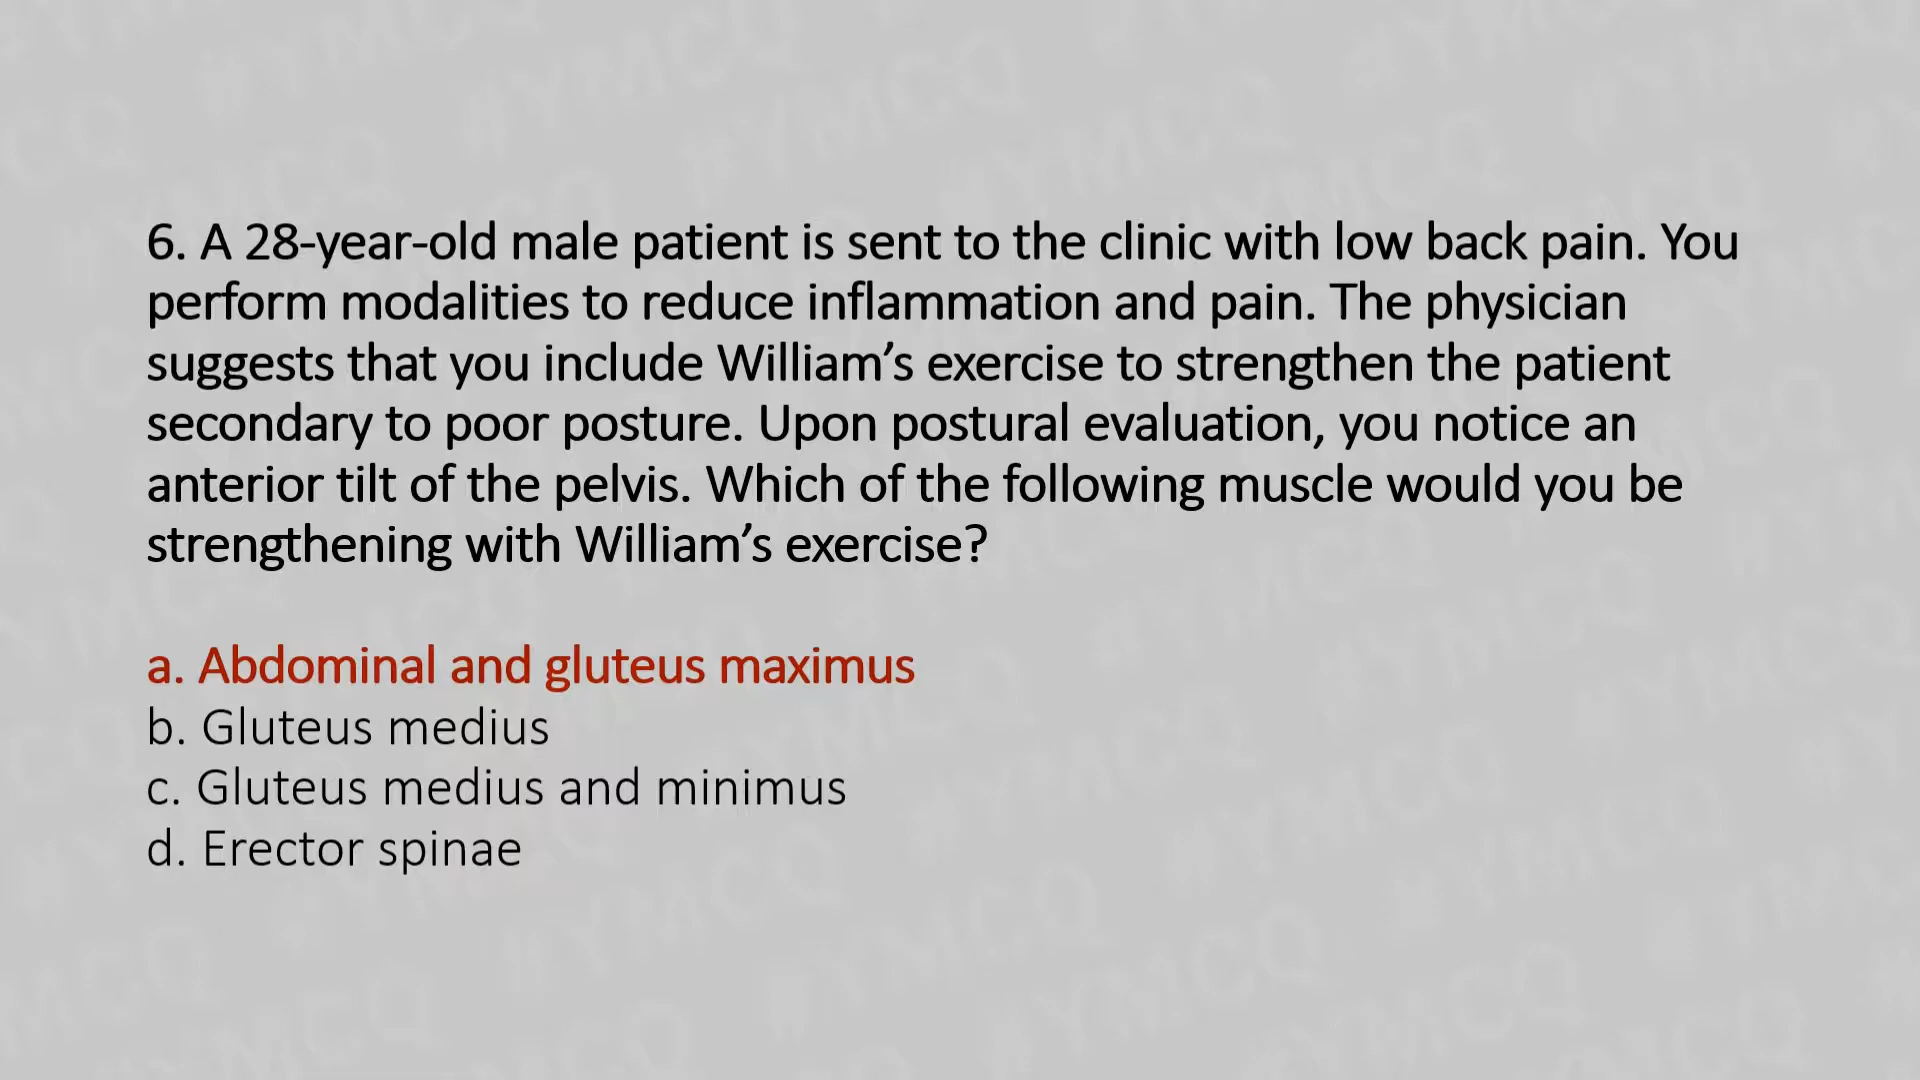 6. A 28-year-old male patient is sent to the clinic with low back pain. You
perform modalities to reduce inflammation and pain. The physician
suggests that you include William’s exercise to strengthen the patient
secondary to poor posture. Upon postural evaluation, you notice an
anterior tilt of the pelvis. Which of the following muscle would you be
strengthening with William’s exercise?
a. Abdominal and gluteus maximus
b. Gluteus medius
c. Gluteus medius and minimus
d. Erector spinae